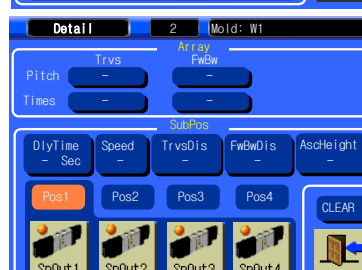 Detail 2 Mold: W1
Array
Trvs FwBw
Pitch - -
Times - -
SubPos
DlyTime Speed TrvsDis FwBwDis AscHeight
- Sec - - - -
Pos1 Pos2 Pos3 Pos4
CLEAR
SpOut1 SpOut2 SpOut3 SpOut4